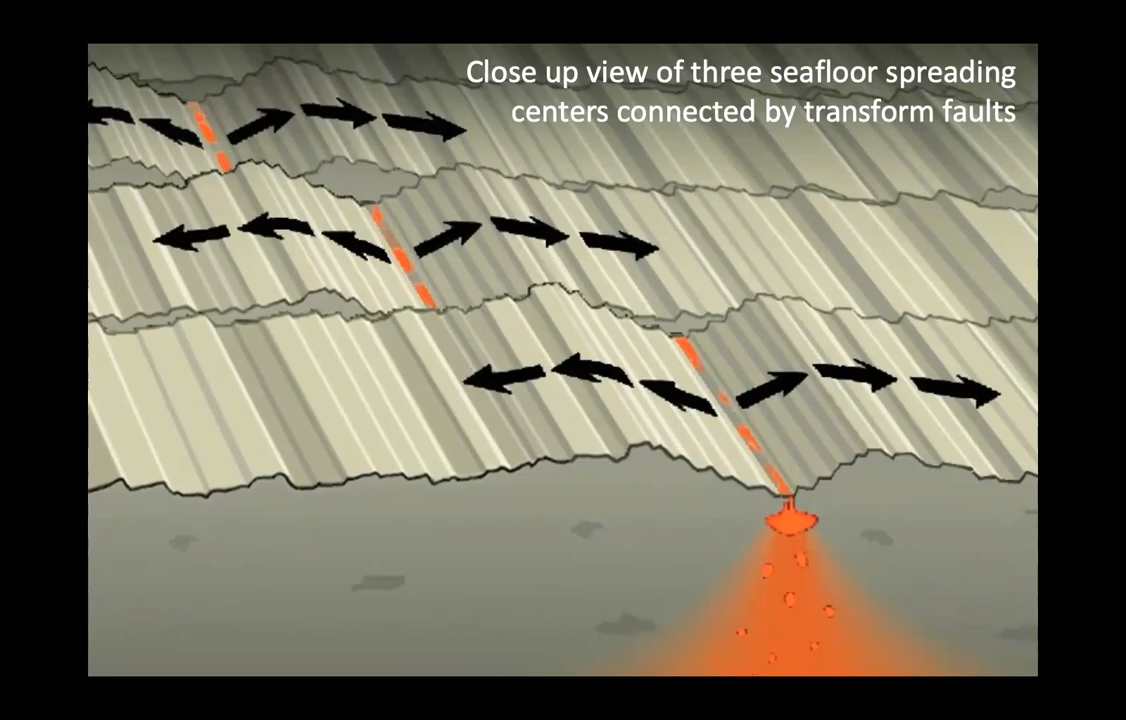 Close up view of three seafloor spreading
centers connected by transform faults